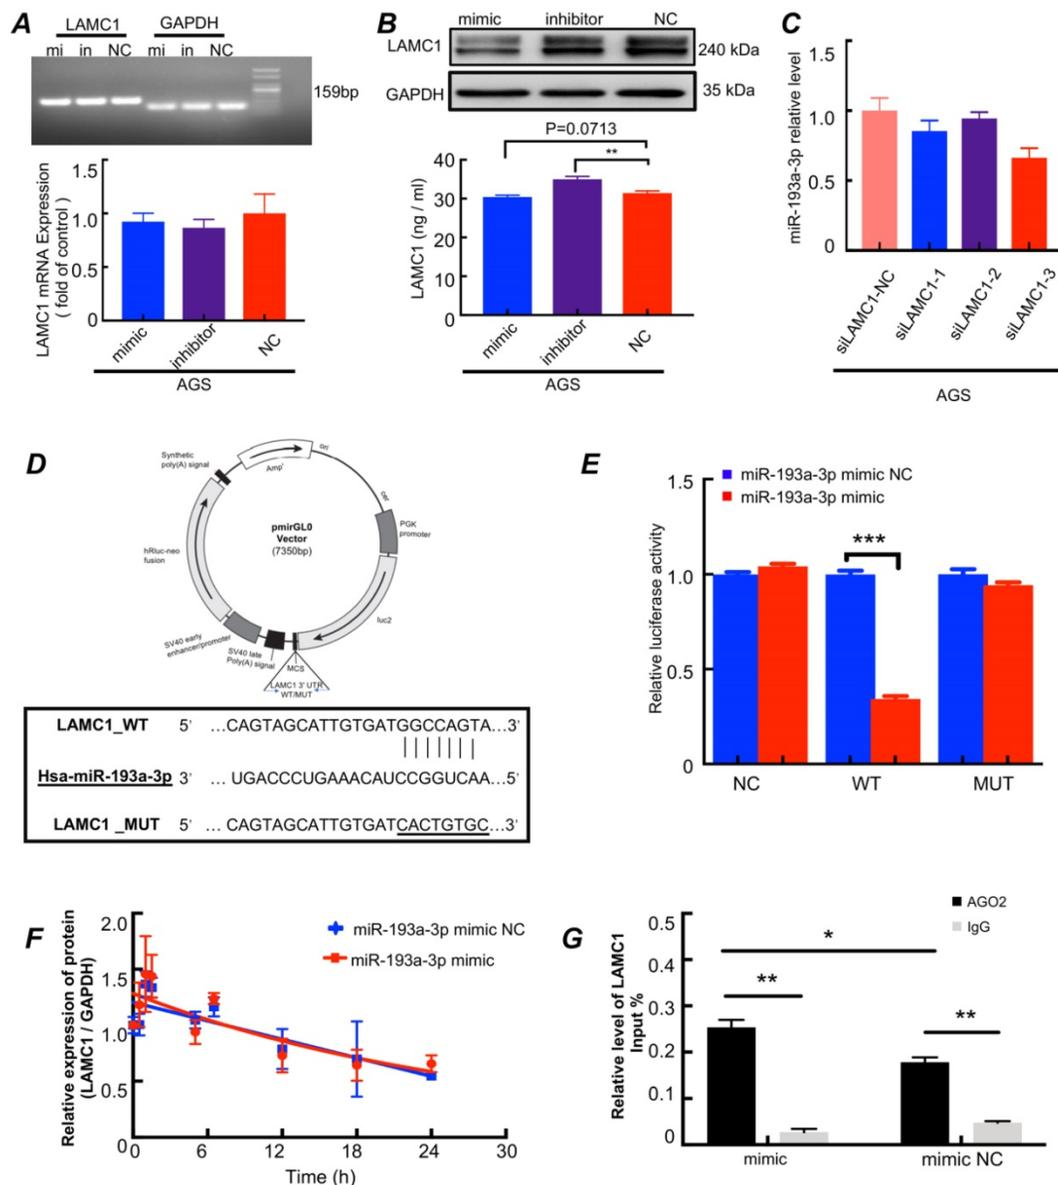 A
LAMC1 GAPDH
mi in NC mi in NC
159bp
1.5
1.0
0.5
0
LAMC1 mRNA Expression
( fold of control )
mimic
inhibitor
NC
AGS
B
mimic inhibitor NC
LAMC1
240 kDa
GAPDH
35 kDa
P=0.0713
**
40
30
20
10
0
LAMC1 (ng / ml)
mimic
inhibitor
NC
AGS
C
1.5
1.0
0.5
0
miR-193a-3p relative level
siLAMC1-NC
siLAMC1-1
siLAMC1-2
siLAMC1-3
AGS
D
Synthetic
poly(A) signal
Ampr
ori
cer
PGK
promoter
pmirGL0
Vector
(7350bp)
hRluc-neo
fusion
luc2
SV40 early
enhancer/promoter
SV40 late
Poly(A) signal
MCS
LAMC1 3' UTR
WT/MUT
LAMC1_WT 5' ...CAGTAGCATTGTGATGGCCAGTA...3'
Hsa-miR-193a-3p 3' ... UGACCCUGAAACAUCCGGUCAA...5'
LAMC1 _MUT 5' ... CAGTAGCATTGTGATCACTGTGC...3'
E
miR-193a-3p mimic NC
miR-193a-3p mimic
1.5
1.0
0.5
0
Relative luciferase activity
***
NC WT MUT
F
2.0
1.5
1.0
0.5
0
Relative expression of protein
(LAMC1 / GAPDH)
miR-193a-3p mimic NC
miR-193a-3p mimic
0 6 12 18 24 30
Time (h)
G
AGO2
IgG
0.5
0.4
0.3
0.2
0.1
0
Relative level of LAMC1
Input %
*
**
**
mimic mimic NC